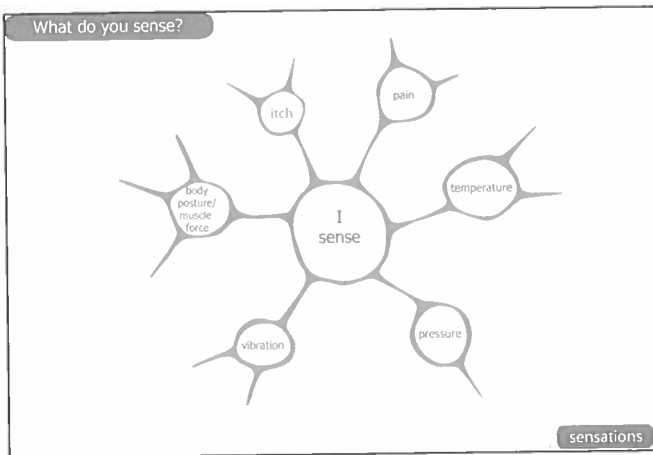 What do you sense?
itch
pain
body
posture/
muscle
force
temperature
I
sense
vibration
pressure
sensations